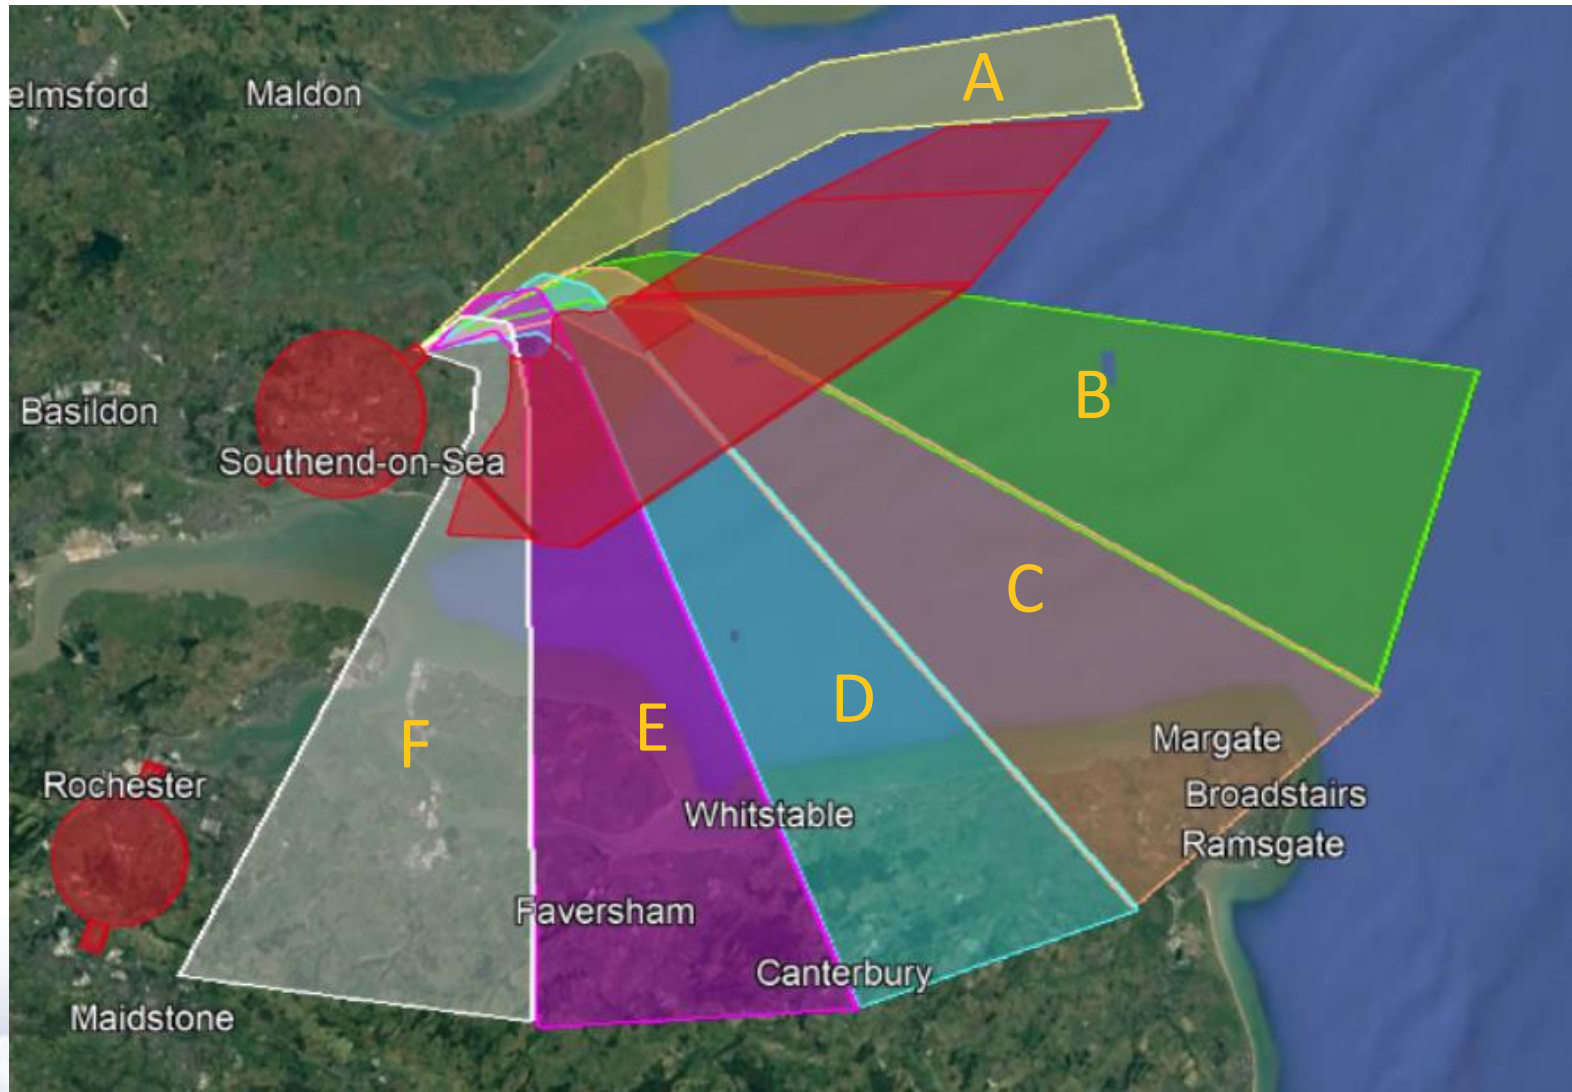 elmsford
Maldon
A
Basildon
B
Southend-on-Sea
C
D
E
F
Margate
Rochester
Broadstairs
Whitstable
Ramsgate
Faversham
Canterbury
Maidstone